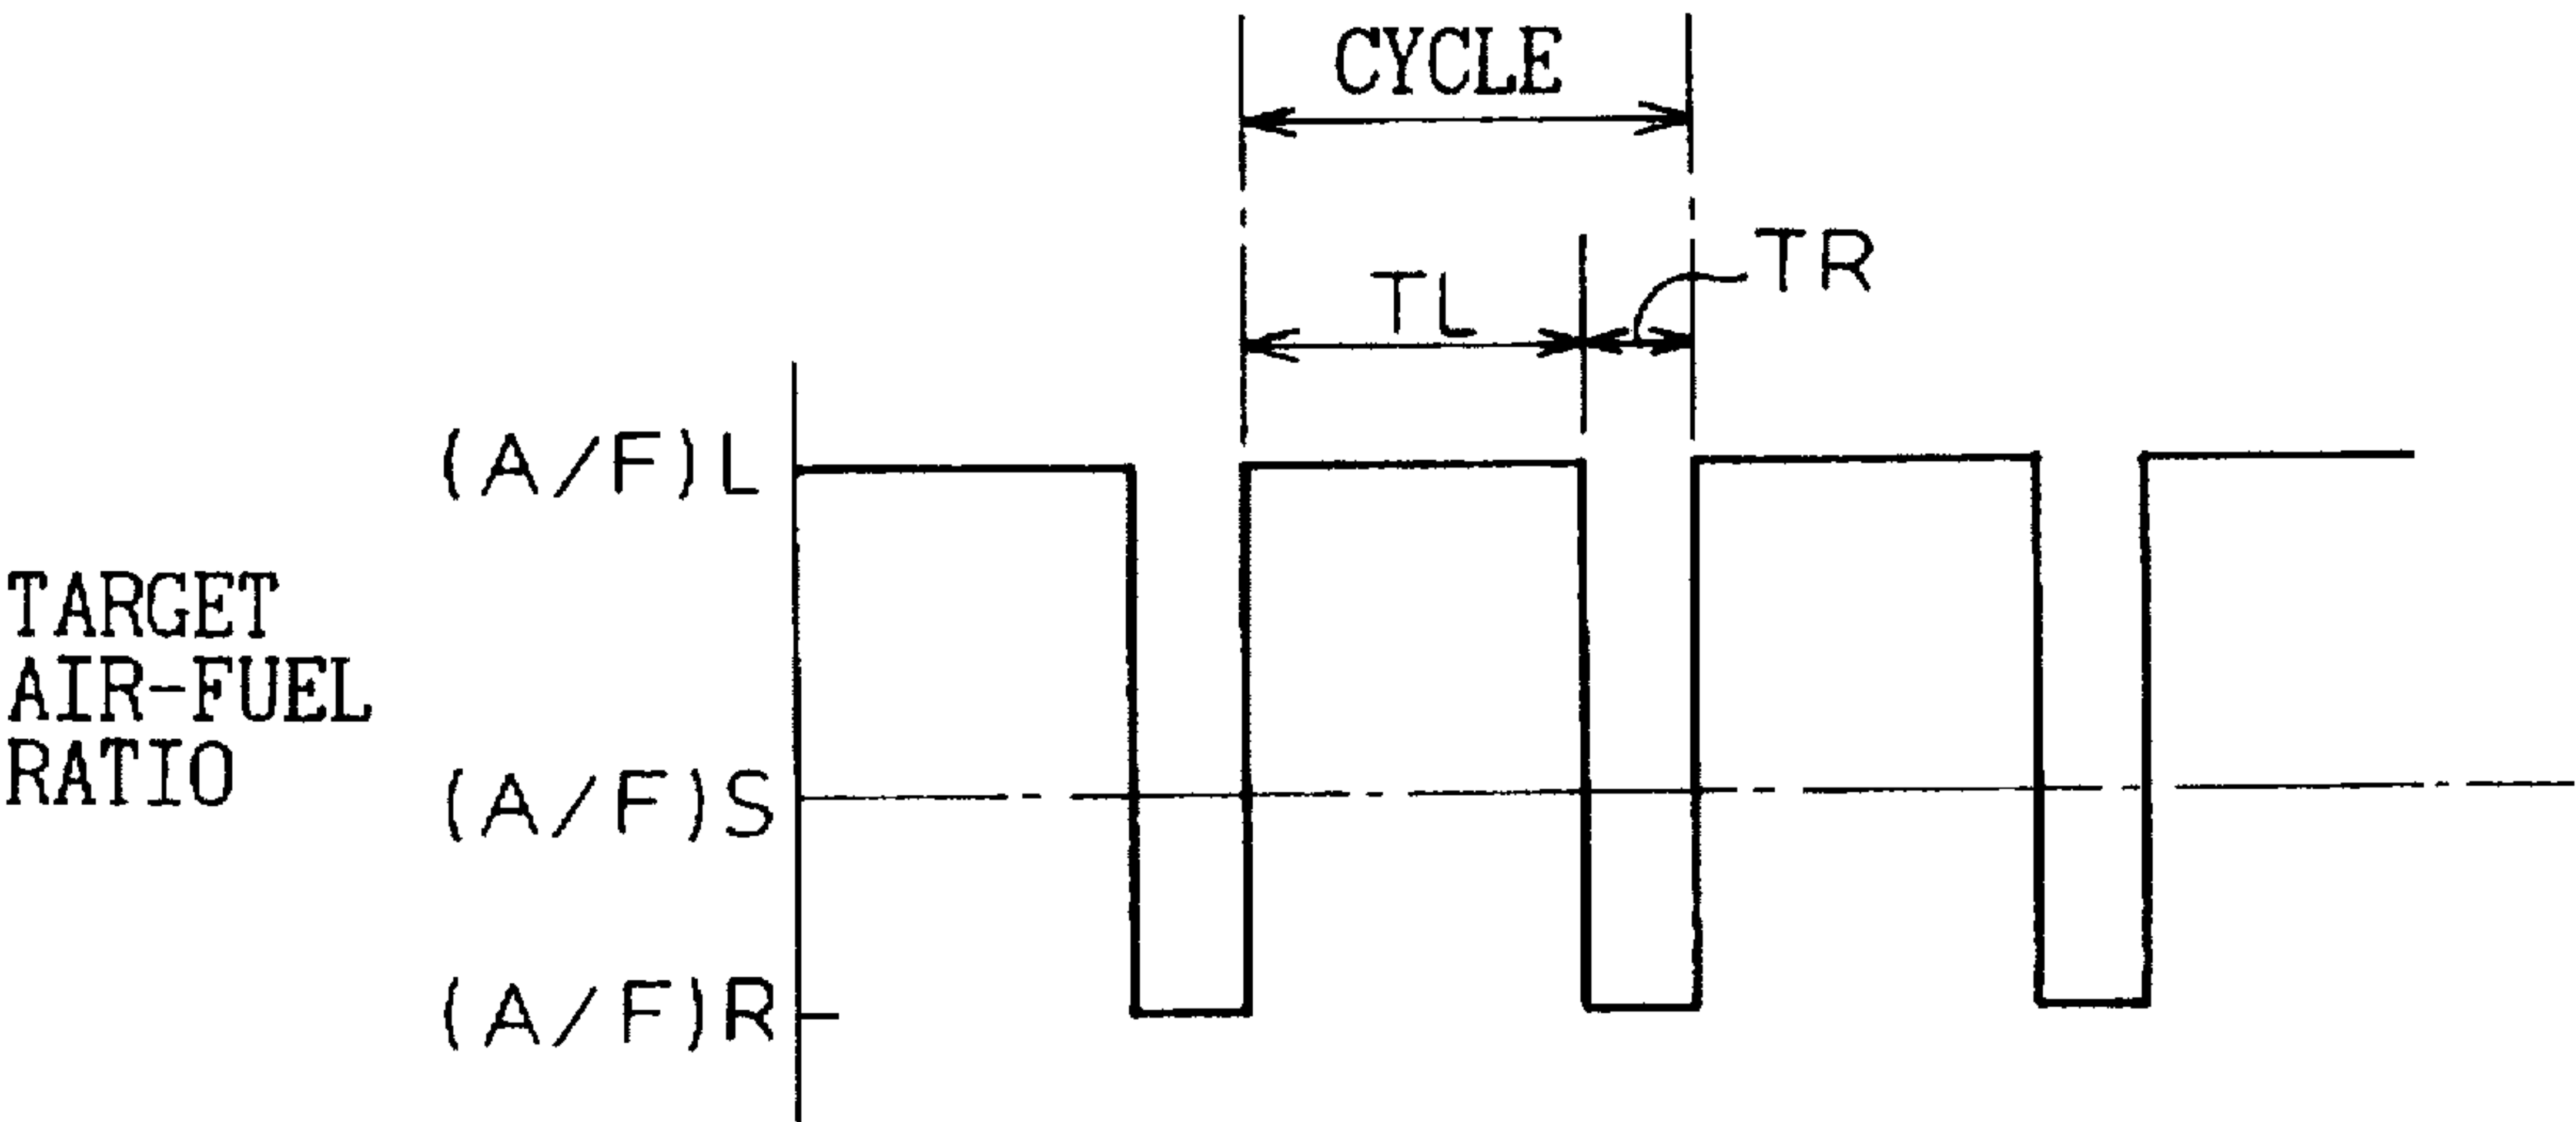 CYCLE
TL
TR
(A/F)L
TARGET
AIR-FUEL
RATIO
(A/F)S
(A/F)R